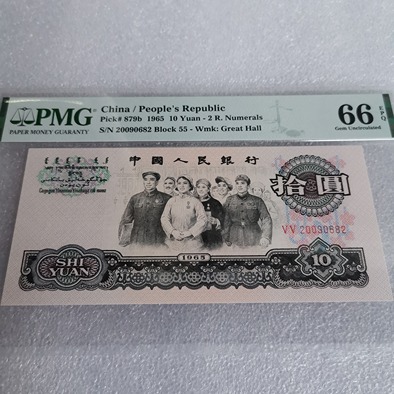 PMG
PAPER MONEY GUARANTY
China / People's Republic
Pick# 879b 1965 10 Yuan - 2 R. Numerals
S/N 20090682 Block 55 - Wmk: Great Hall
66 EPQ
Gem Uncirculated
中國人民銀行
拾圓
VV 20090682
1965
SHI
YUAN
10